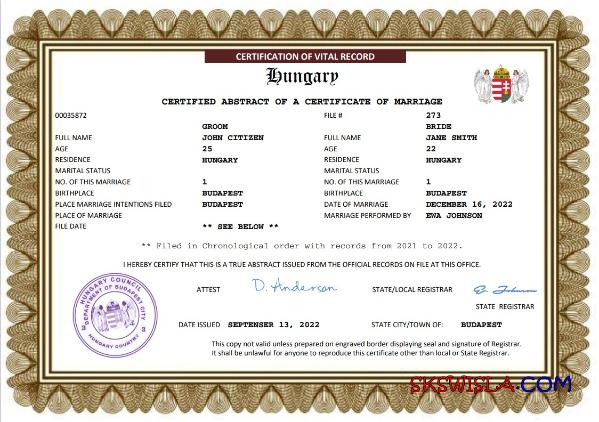 CERTIFICATION OF VITAL RECORD
Hungary
CERTIFIED ABSTRACT OF A CERTIFICATE OF MARRIAGE
00035872 FILE # 273
GROOM BRIDE
FULL NAME JOHN CITIZEN FULL NAME JANE SMITH
AGE 25 AGE 22
RESIDENCE HUNGARY RESIDENCE HUNGARY
MARITAL STATUS MARITAL STATUS
NO. OF THIS MARRIAGE 1 NO. OF THIS MARRIAGE 1
BIRTHPLACE BUDAPEST BIRTHPLACE BUDAPEST
PLACE MARRIAGE INTENTIONS FILED BUDAPEST DATE OF MARRIAGE DECEMBER 16, 2022
PLACE OF MARRIAGE MARRIAGE PERFORMED BY EWA JOHNSON
FILE DATE ** SEE BELOW **
** Filed in Chronological order with records from 2021 to 2022.
I HEREBY CERTIFY THAT THIS IS A TRUE ABSTRACT ISSUED FROM THE OFFICIAL RECORDS ON FILE AT THIS OFFICE.
HUNGARY COUNCIL
DEPARTMENT OF BUDAPEST CITY
HUNGARY COUNTRY
ATTEST D. Anderson STATE/LOCAL REGISTRAR E. Johnson
STATE REGISTRAR
DATE ISSUED SEPTENSER 13, 2022 STATE CITY/TOWN OF: BUDAPEST
This copy not valid unless prepared on engraved border displaying seal and signature of Registrar.
It shall be unlawful for anyone to reproduce this certificate other than local or State Registrar.
SKSWISLA.COM